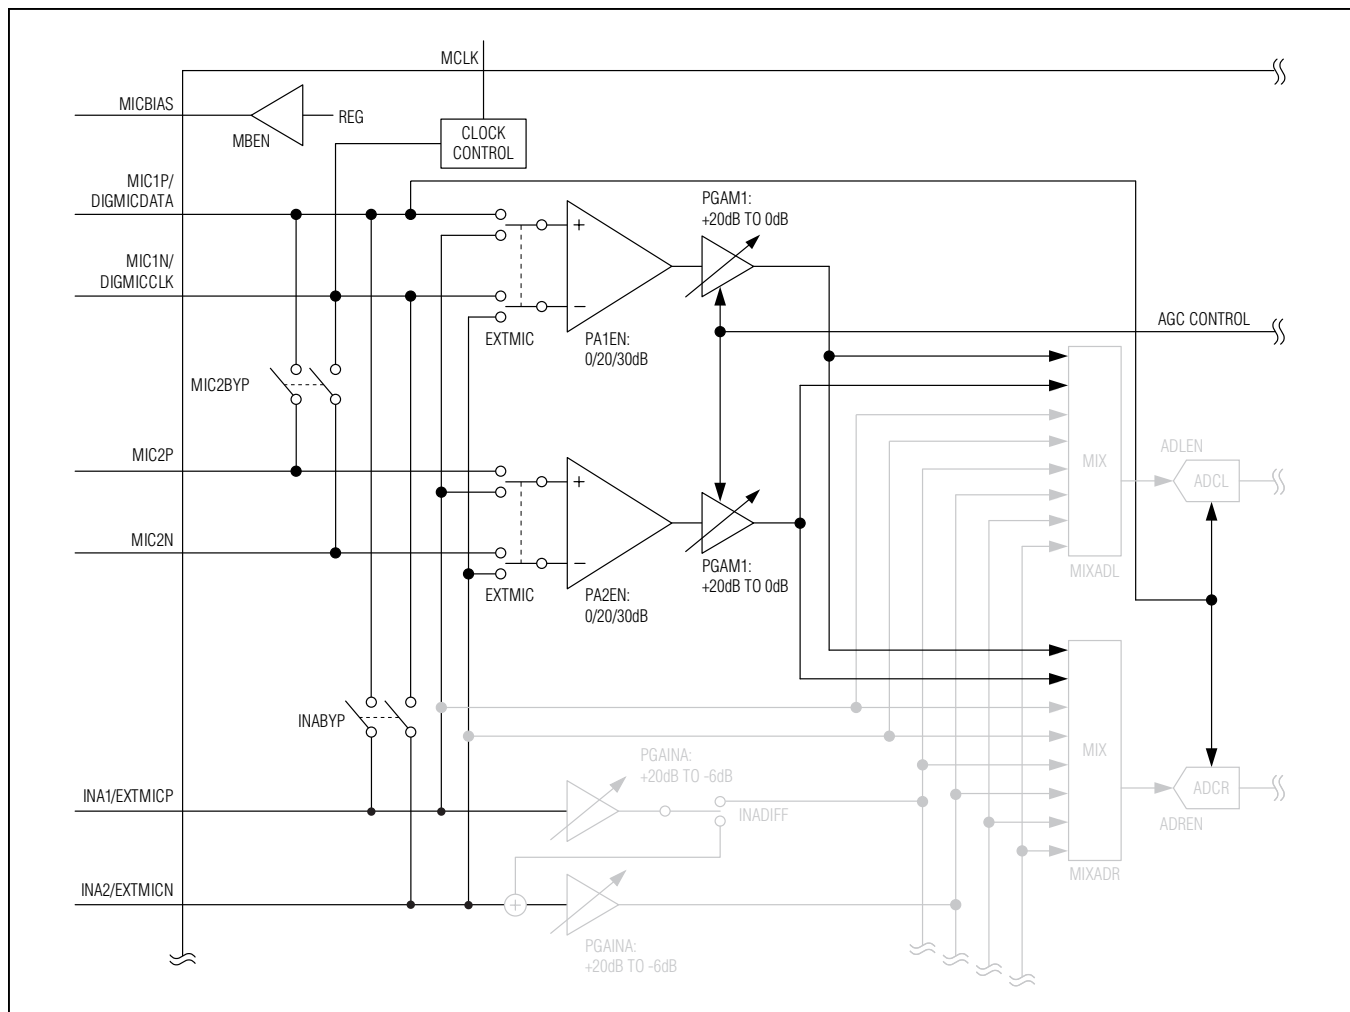 MCLK
MICBIAS
REG
MBEN
CLOCK
CONTROL
MIC1P/
DIGMICDATA
PGAM1:
+20dB TO 0dB
+
MIC1N/
DIGMICCLK
−
EXTMIC
PA1EN:
0/20/30dB
AGC CONTROL
MIC2BYP
MIC2P
+
MIX
ADLEN
ADCL
MIC2N
−
EXTMIC
PA2EN:
0/20/30dB
PGAM1:
+20dB TO 0dB
MIXADL
INABYP
PGAINA:
+20dB TO -6dB
MIX
INA1/EXTMICP
INADIFF
ADCR
ADREN
MIXADR
INA2/EXTMICN
+
PGAINA:
+20dB TO -6dB